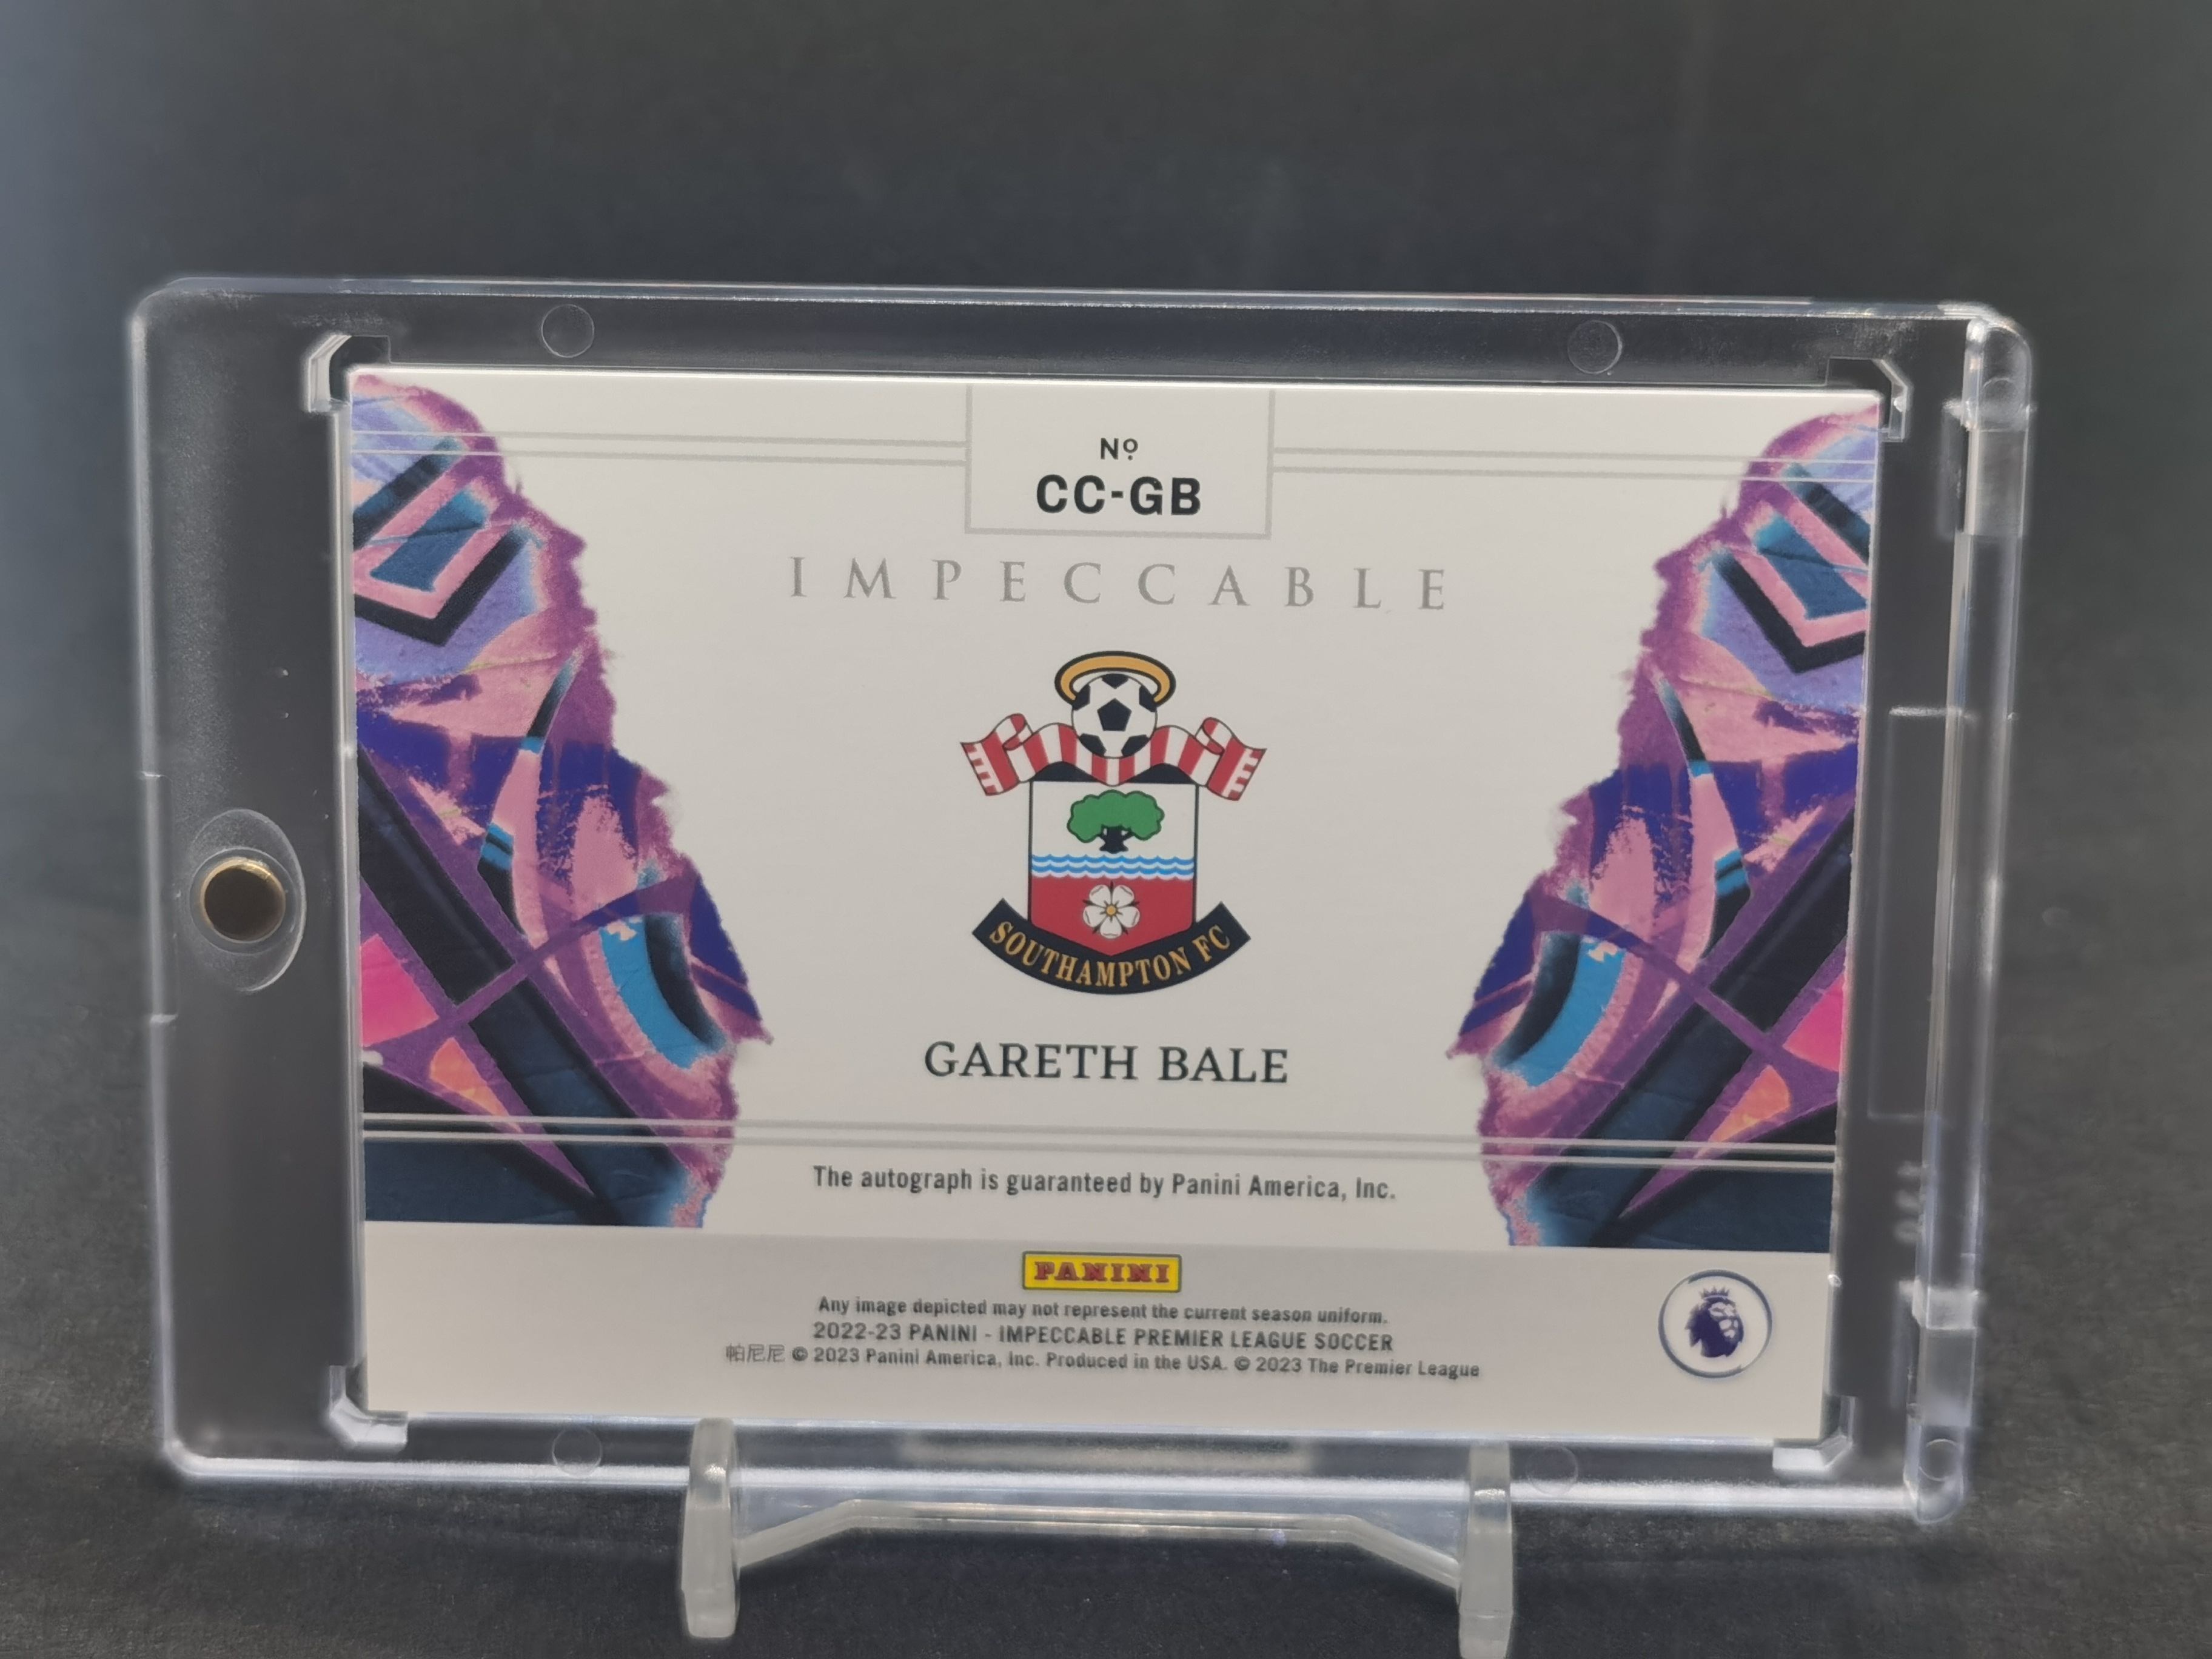 Nº
CC-GB
IMPECCABLE
SOUTHAMPTON FC
GARETH BALE
The autograph is guaranteed by Panini America, Inc.
PANINI
Any image depicted may not represent the current season uniform.
2022-23 PANINI - IMPECCABLE PREMIER LEAGUE SOCCER
帕尼尼 © 2023 Panini America, Inc. Produced in the USA. © 2023 The Premier League